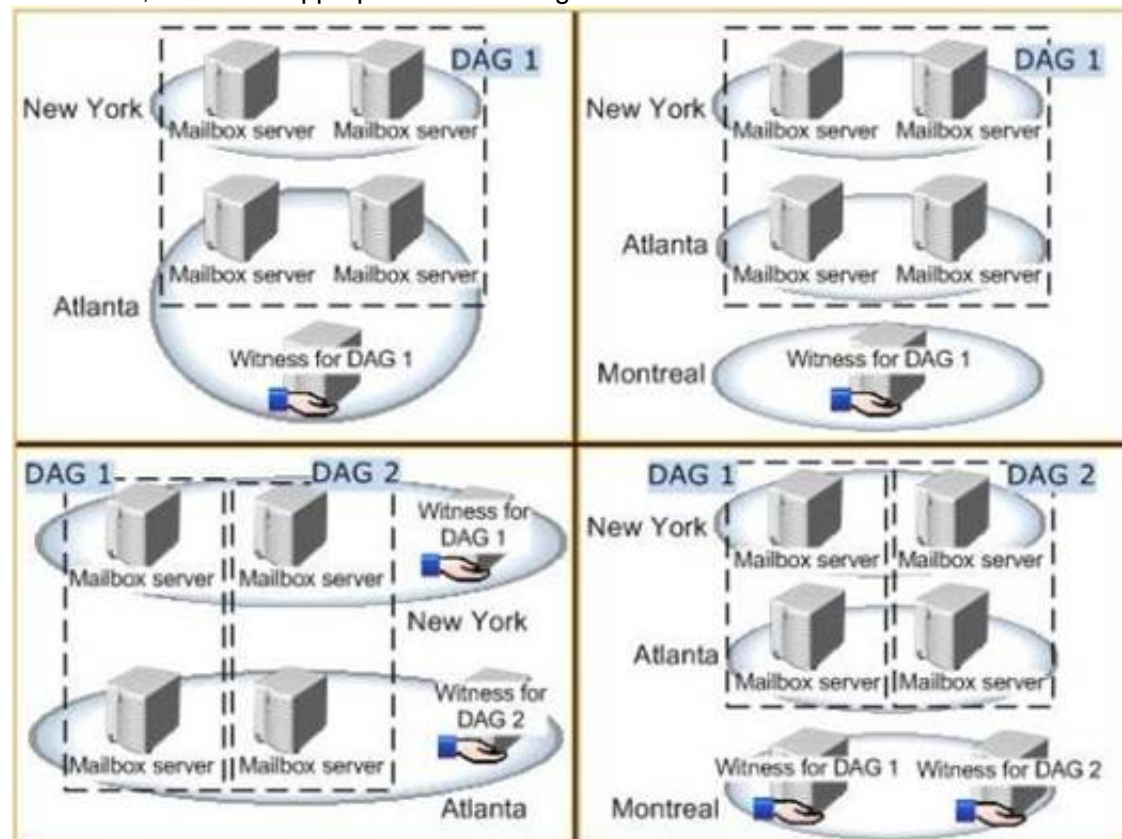 DAG 1
New York
Mailbox server Mailbox server
Mailbox server Mailbox server
Atlanta
Witness for DAG 1
DAG 1
New York
Mailbox server Mailbox server
Atlanta
Mailbox server Mailbox server
Montreal
Witness for DAG 1
DAG 1 DAG 2
Witness for
DAG 1
Mailbox server Mailbox server
New York
Witness for
DAG 2
Mailbox server Mailbox server
Atlanta
DAG 1 DAG 2
New York
Mailbox server Mailbox server
Atlanta
Mailbox server Mailbox server
Witness for DAG 1 Witness for DAG 2
Montreal